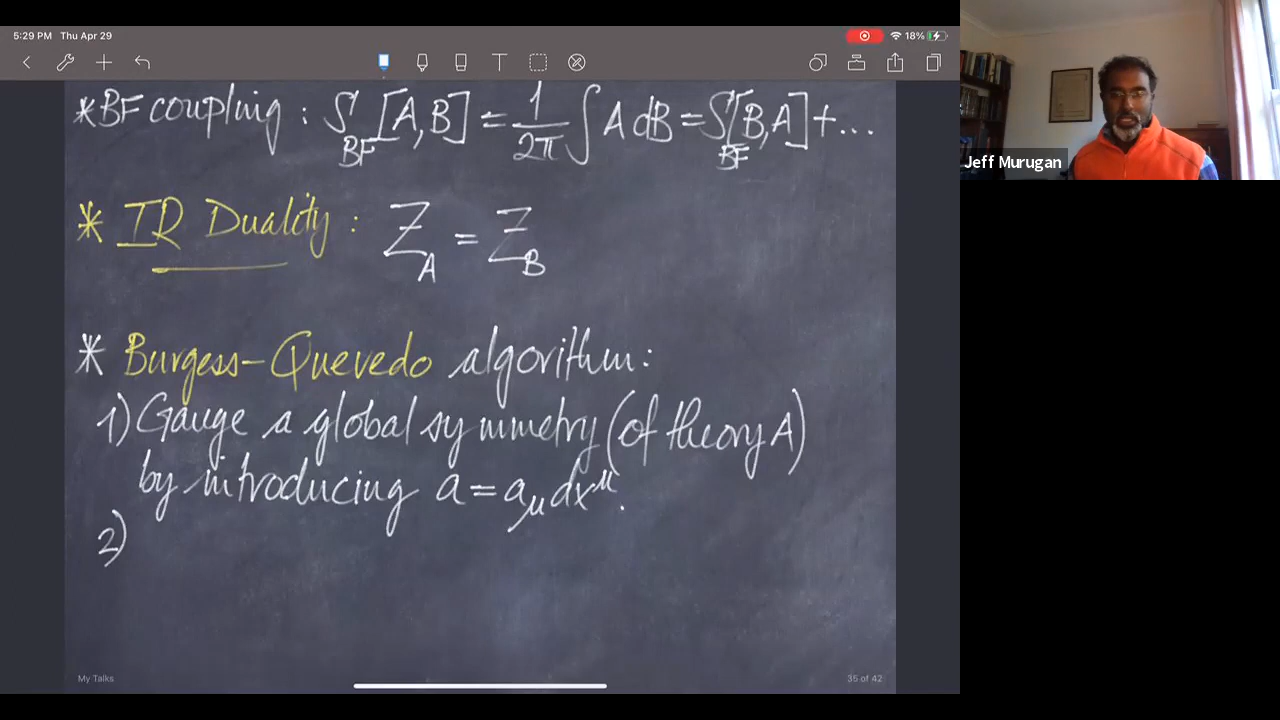 5:29 PM Thu Apr 29
18%
*BF coupling: S_BF[A,B] = 1/2π ∫ A dB = S_BF[B,A] + ...
Jeff Murugan
* IR Duality: Z_A = Z_B
* Burgess-Quevedo algorithm:
1) Gauge a global symmetry (of theory A)
by introducing a = a_μ dx^μ.
2)
My Talks
35 of 42